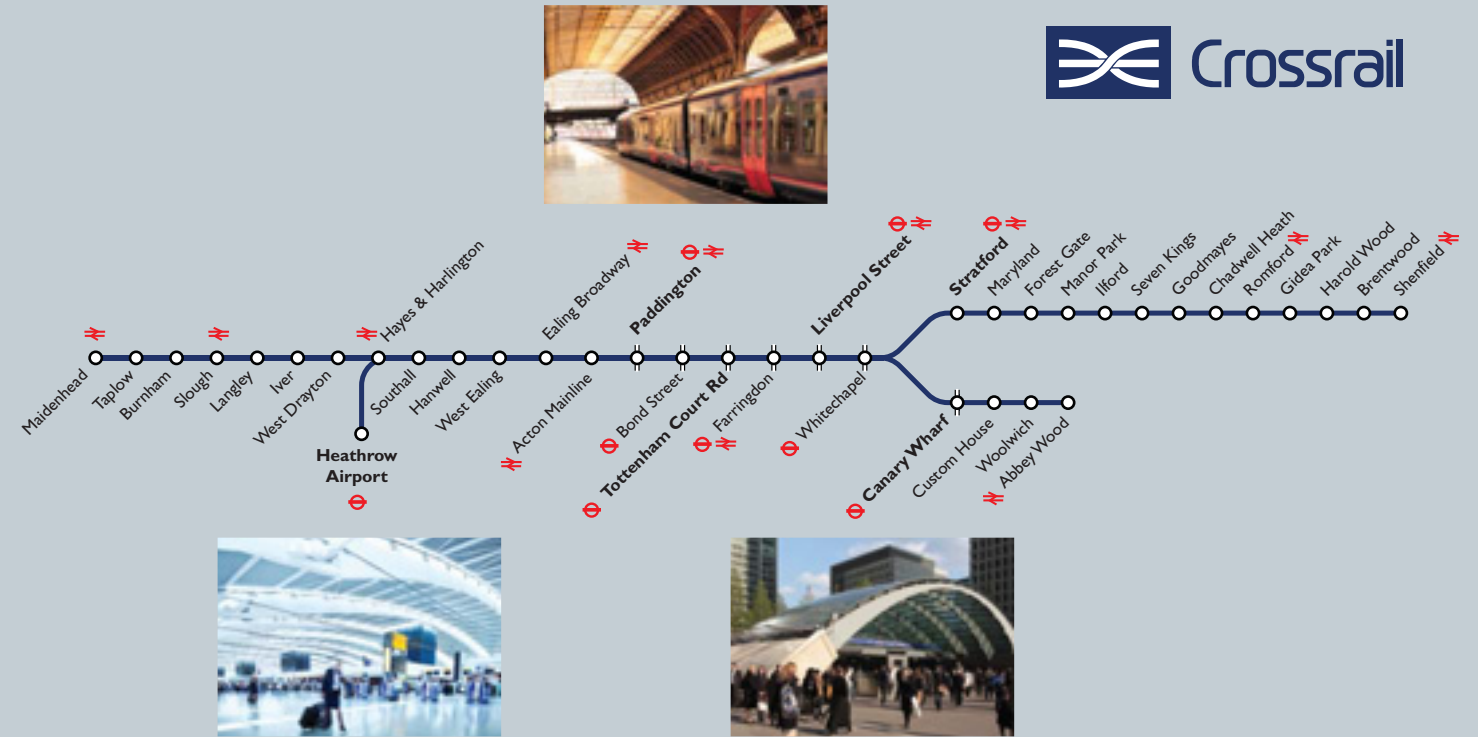 Crossrail
Maidenhead
Taplow
Burnham
Slough
Langley
Iver
West Drayton
Hayes & Harlington
Heathrow
Airport
Southall
Hanwell
West Ealing
Ealing Broadway
Acton Mainline
Paddington
Bond Street
Tottenham Court Rd
Farringdon
Liverpool Street
Whitechapel
Stratford
Maryland
Forest Gate
Manor Park
Ilford
Seven Kings
Goodmayes
Chadwell Heath
Romford
Gidea Park
Harold Wood
Brentwood
Shenfield
Canary Wharf
Custom House
Woolwich
Abbey Wood